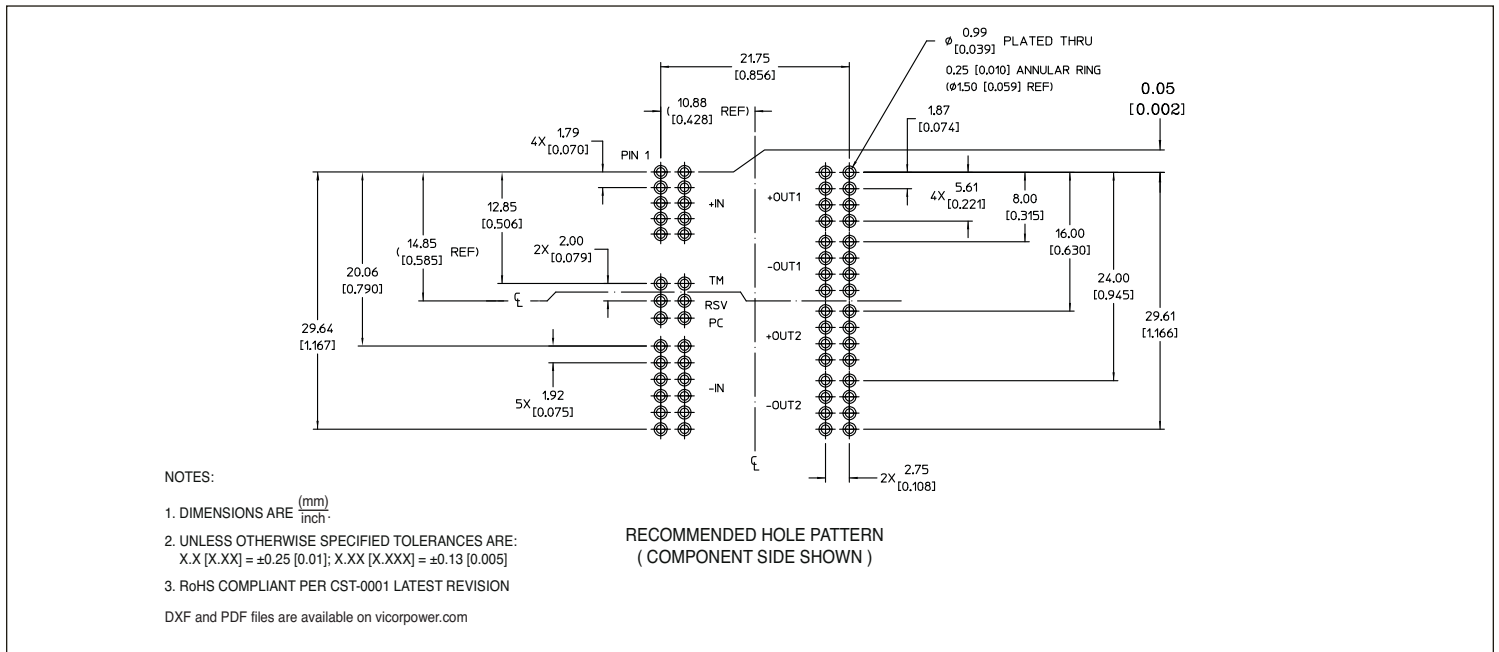 21.75
[0.856]
( 10.88 REF)
[0.428]
4X 1.79
[0.070]
PIN 1
ø 0.99 PLATED THRU
[0.039]
0.25 [0.010] ANNULAR RING
(ø1.50 [0.059] REF)
0.05
[0.002]
1.87
[0.074]
+IN
+OUT1
4X 5.61
[0.221]
8.00
[0.315]
12.85
[0.506]
( 14.85 REF)
[0.585]
2X 2.00
[0.079]
16.00
[0.630]
20.06
[0.790]
-OUT1
TM
24.00
[0.945]
℄
RSV
PC
29.64
[1.167]
+OUT2
29.61
[1.166]
-IN
5X 1.92
[0.075]
-OUT2
℄
2X 2.75
[0.108]
NOTES:
1. DIMENSIONS ARE (mm)
inch.
2. UNLESS OTHERWISE SPECIFIED TOLERANCES ARE:
X.X [X.XX] = ±0.25 [0.01]; X.XX [X.XXX] = ±0.13 [0.005]
3. RoHS COMPLIANT PER CST-0001 LATEST REVISION
DXF and PDF files are available on vicorpower.com
RECOMMENDED HOLE PATTERN
( COMPONENT SIDE SHOWN )